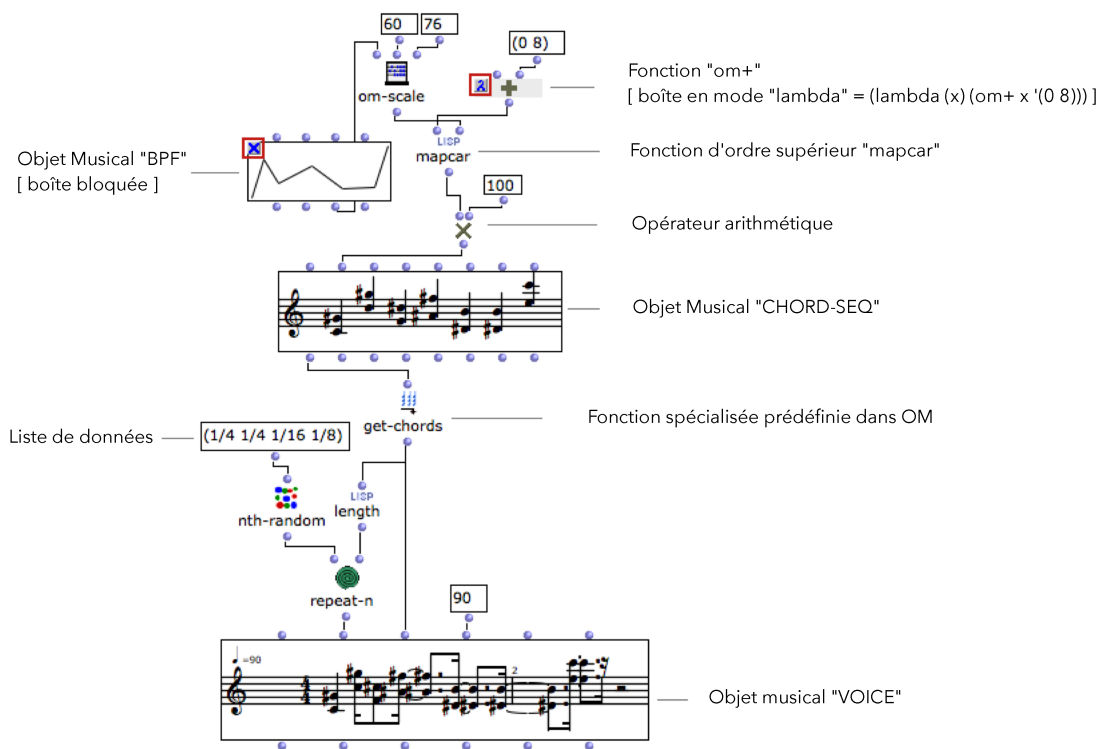 60
76
(0 8)
om-scale
Fonction "om+"
[ boîte en mode "lambda" = (lambda (x) (om+ x '(0 8))) ]
LISP
mapcar
Fonction d'ordre supérieur "mapcar"
Objet Musical "BPF"
[ boîte bloquée ]
100
Opérateur arithmétique
Objet Musical "CHORD-SEQ"
get-chords
Fonction spécialisée prédéfinie dans OM
Liste de données
(1/4 1/4 1/16 1/8)
nth-random
LISP
length
repeat-n
90
=90
4
4
2
Objet musical "VOICE"